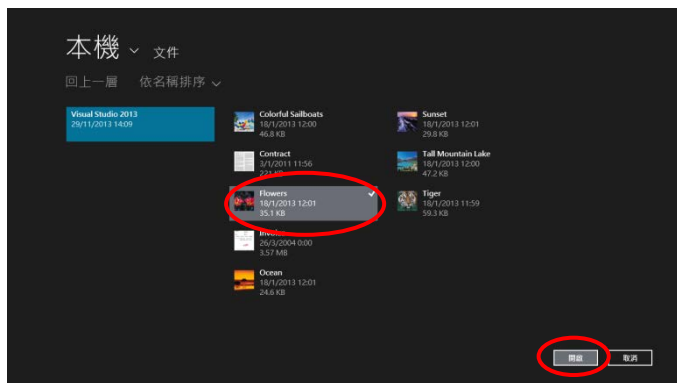 本機 文件
回上一層 依名稱排序
Visual Studio 2013
29/11/2013 14:09
Colorful Sailboats
18/1/2013 12:00
46.8 KB
Contract
3/1/2011 11:56
221 KB
Flowers
18/1/2013 12:01
35.1 KB
Invoice
26/3/2004 0:00
3.57 MB
Ocean
18/1/2013 12:01
24.6 KB
Sunset
18/1/2013 12:01
29.8 KB
Tall Mountain Lake
18/1/2013 12:00
47.2 KB
Tiger
18/1/2013 11:59
59.3 KB
開啟 取消